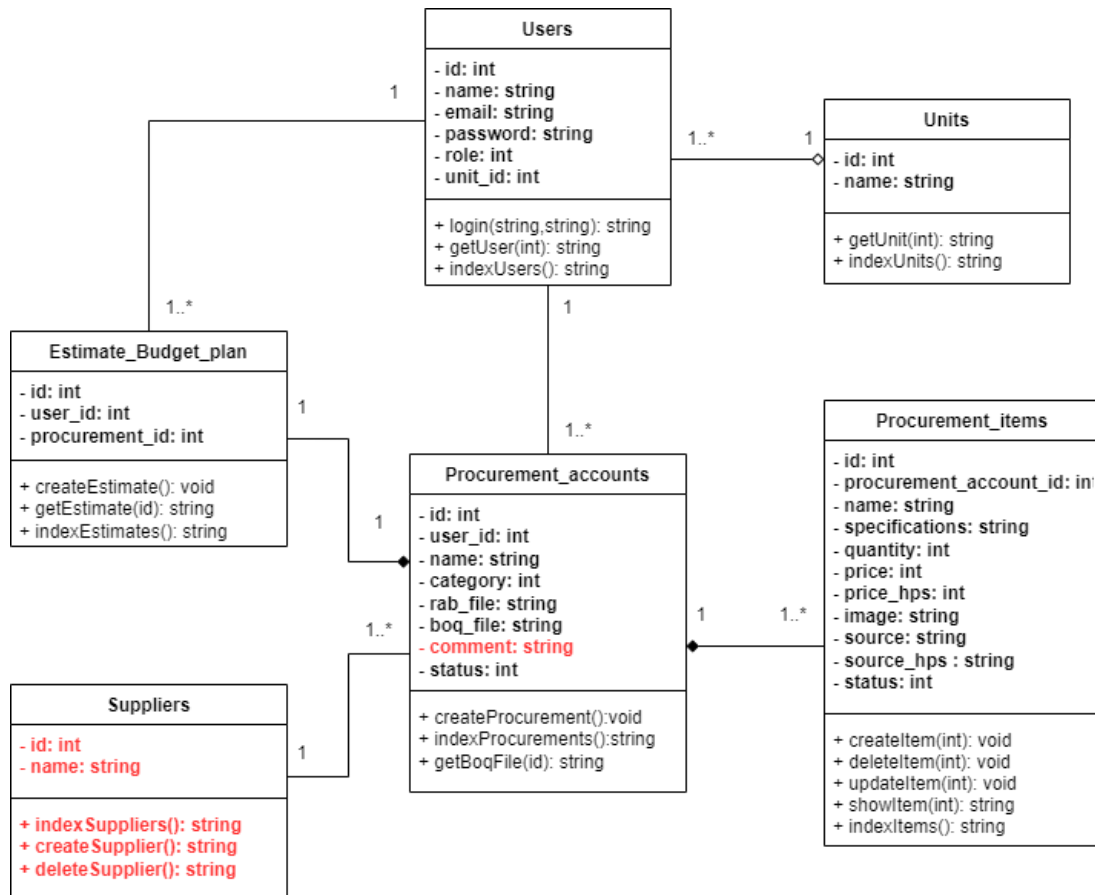 Users
- id: int
- name: string
- email: string
- password: string
- role: int
- unit_id: int
+ login(string,string): string
+ getUser(int): string
+ indexUsers(): string
1
1..*
1..*
1
Units
- id: int
- name: string
+ getUnit(int): string
+ indexUnits(): string
1
1..*
Estimate_Budget_plan
- id: int
- user_id: int
- procurement_id: int
+ createEstimate(): void
+ getEstimate(id): string
+ indexEstimates(): string
1
1
Procurement_accounts
- id: int
- user_id: int
- name: string
- category: int
- rab_file: string
- boq_file: string
- comment: string
- status: int
+ createProcurement():void
+ indexProcurements():string
+ getBoqFile(id): string
1
1..*
Procurement_items
- id: int
- procurement_account_id: int
- name: string
- specifications: string
- quantity: int
- price: int
- price_hps: int
- image: string
- source: string
- source_hps : string
- status: int
+ createItem(int): void
+ deleteItem(int): void
+ updateItem(int): void
+ showItem(int): string
+ indexItems(): string
1..*
1
Suppliers
- id: int
- name: string
+ indexSuppliers(): string
+ createSupplier(): string
+ deleteSupplier(): string